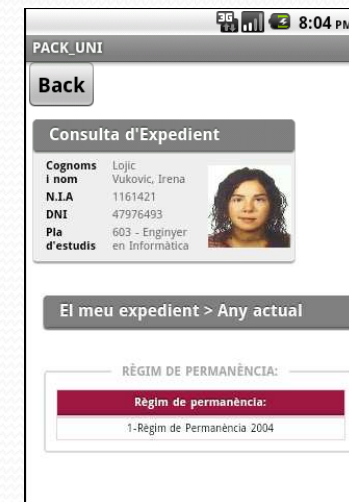 3G 8:04 PM
PACK_UNI
Back
Consulta d'Expedient
Cognoms i nom Lojic Vukovic, Irena
N.I.A 1161421
DNI 47976493
Pla d'estudis 603 - Enginyer en Informàtica
El meu expedient > Any actual
RÈGIM DE PERMANÈNCIA:
Règim de permanència:
1-Règim de Permanència 2004